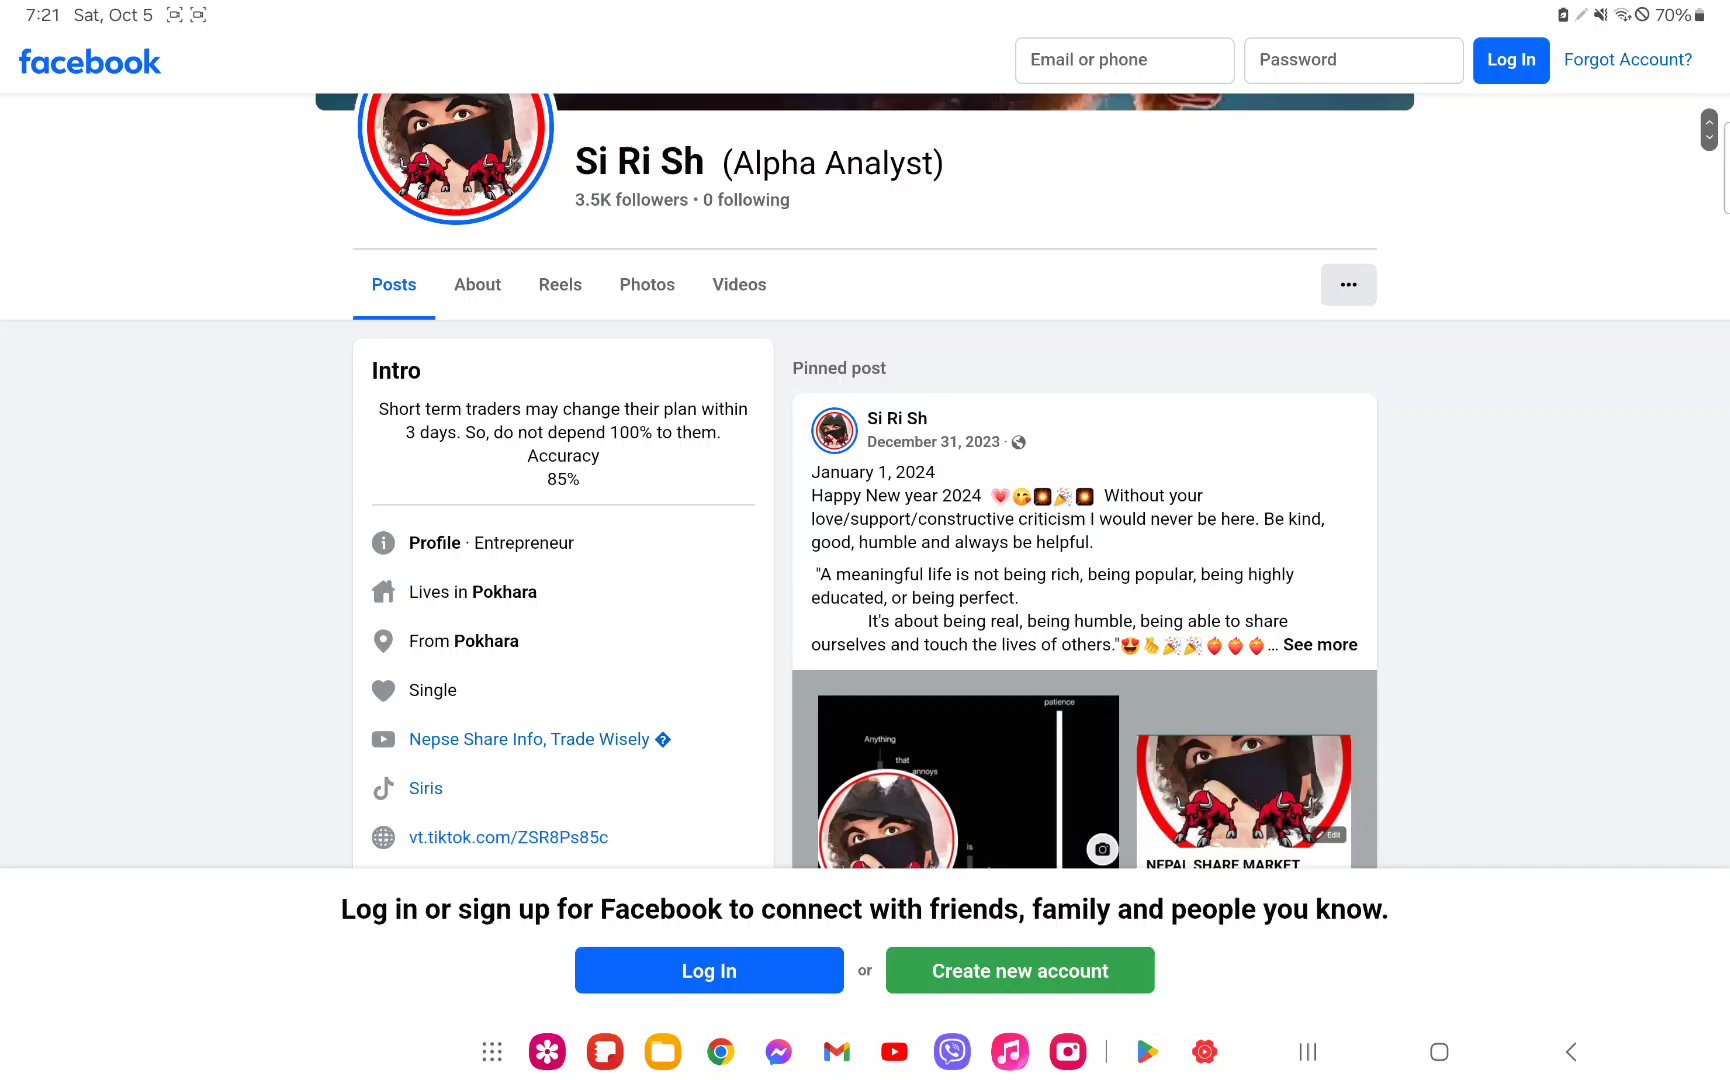 7:21 Sat, Oct 5
70%
facebook
Email or phone
Password
Log In
Forgot Account?
Si Ri Sh (Alpha Analyst)
3.5K followers • 0 following
Posts
About
Reels
Photos
Videos
Intro
Short term traders may change their plan within
3 days. So, do not depend 100% to them.
Accuracy
85%
Profile · Entrepreneur
Lives in Pokhara
From Pokhara
Single
Nepse Share Info, Trade Wisely �
Siris
vt.tiktok.com/ZSR8Ps85c
Pinned post
Si Ri Sh
December 31, 2023 ·
January 1, 2024
Happy New year 2024 💗😘🎇🎉🎇 Without your
love/support/constructive criticism I would never be here. Be kind,
good, humble and always be helpful.
"A meaningful life is not being rich, being popular, being highly
educated, or being perfect.
It's about being real, being humble, being able to share
ourselves and touch the lives of others."😍🫰🎉🎉❤️‍🔥❤️‍🔥❤️‍🔥... See more
patience
Anything
that
annoys
is
Edit
NEPAL SHARE MARKET
Log in or sign up for Facebook to connect with friends, family and people you know.
Log In
or
Create new account